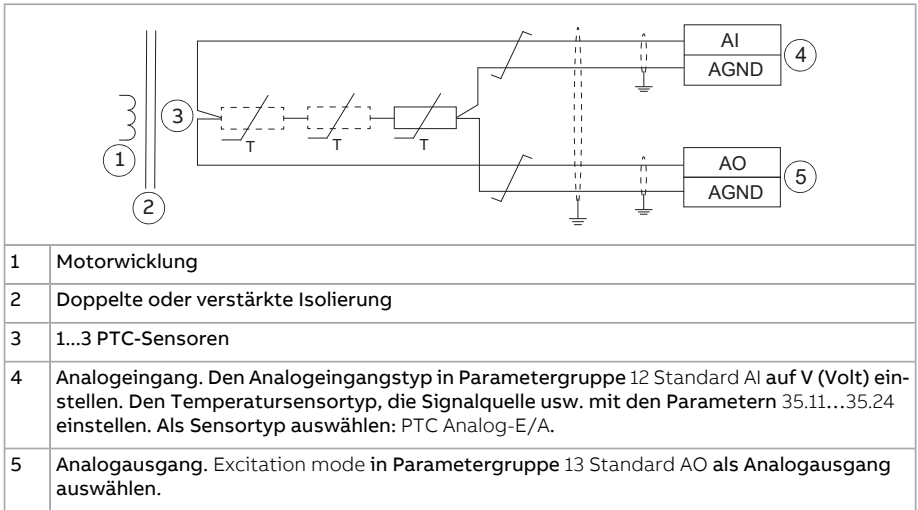 AI
AGND
4
3
T
T
T
1
AO
AGND
5
2
1 Motorwicklung
2 Doppelte oder verstärkte Isolierung
3 1...3 PTC-Sensoren
4 Analogeingang. Den Analogeingangstyp in Parametergruppe 12 Standard AI auf V (Volt) ein-
stellen. Den Temperatursensortyp, die Signalquelle usw. mit den Parametern 35.11…35.24
einstellen. Als Sensortyp auswählen: PTC Analog-E/A.
5 Analogausgang. Excitation mode in Parametergruppe 13 Standard AO als Analogausgang
auswählen.